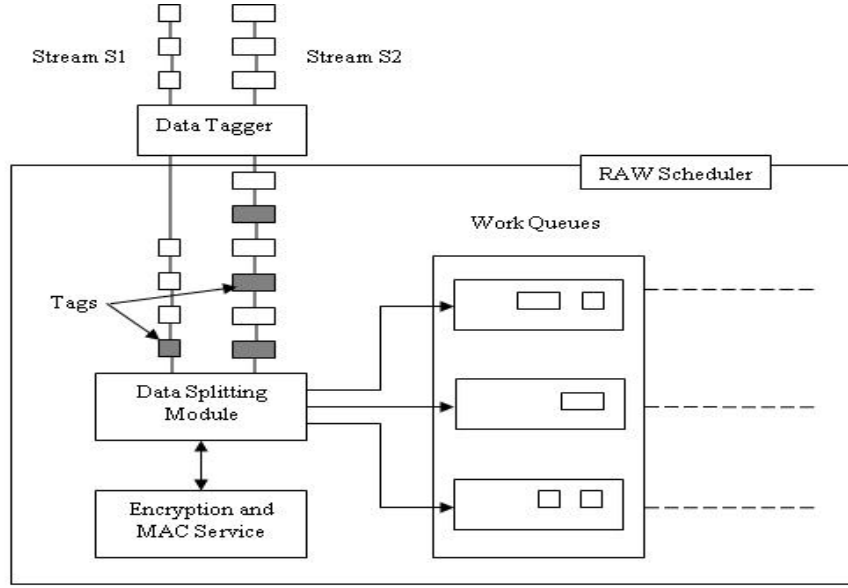 Stream S1
Stream S2
Data Tagger
RAW Scheduler
Work Queues
Tags
Data Splitting
Module
Encryption and
MAC Service